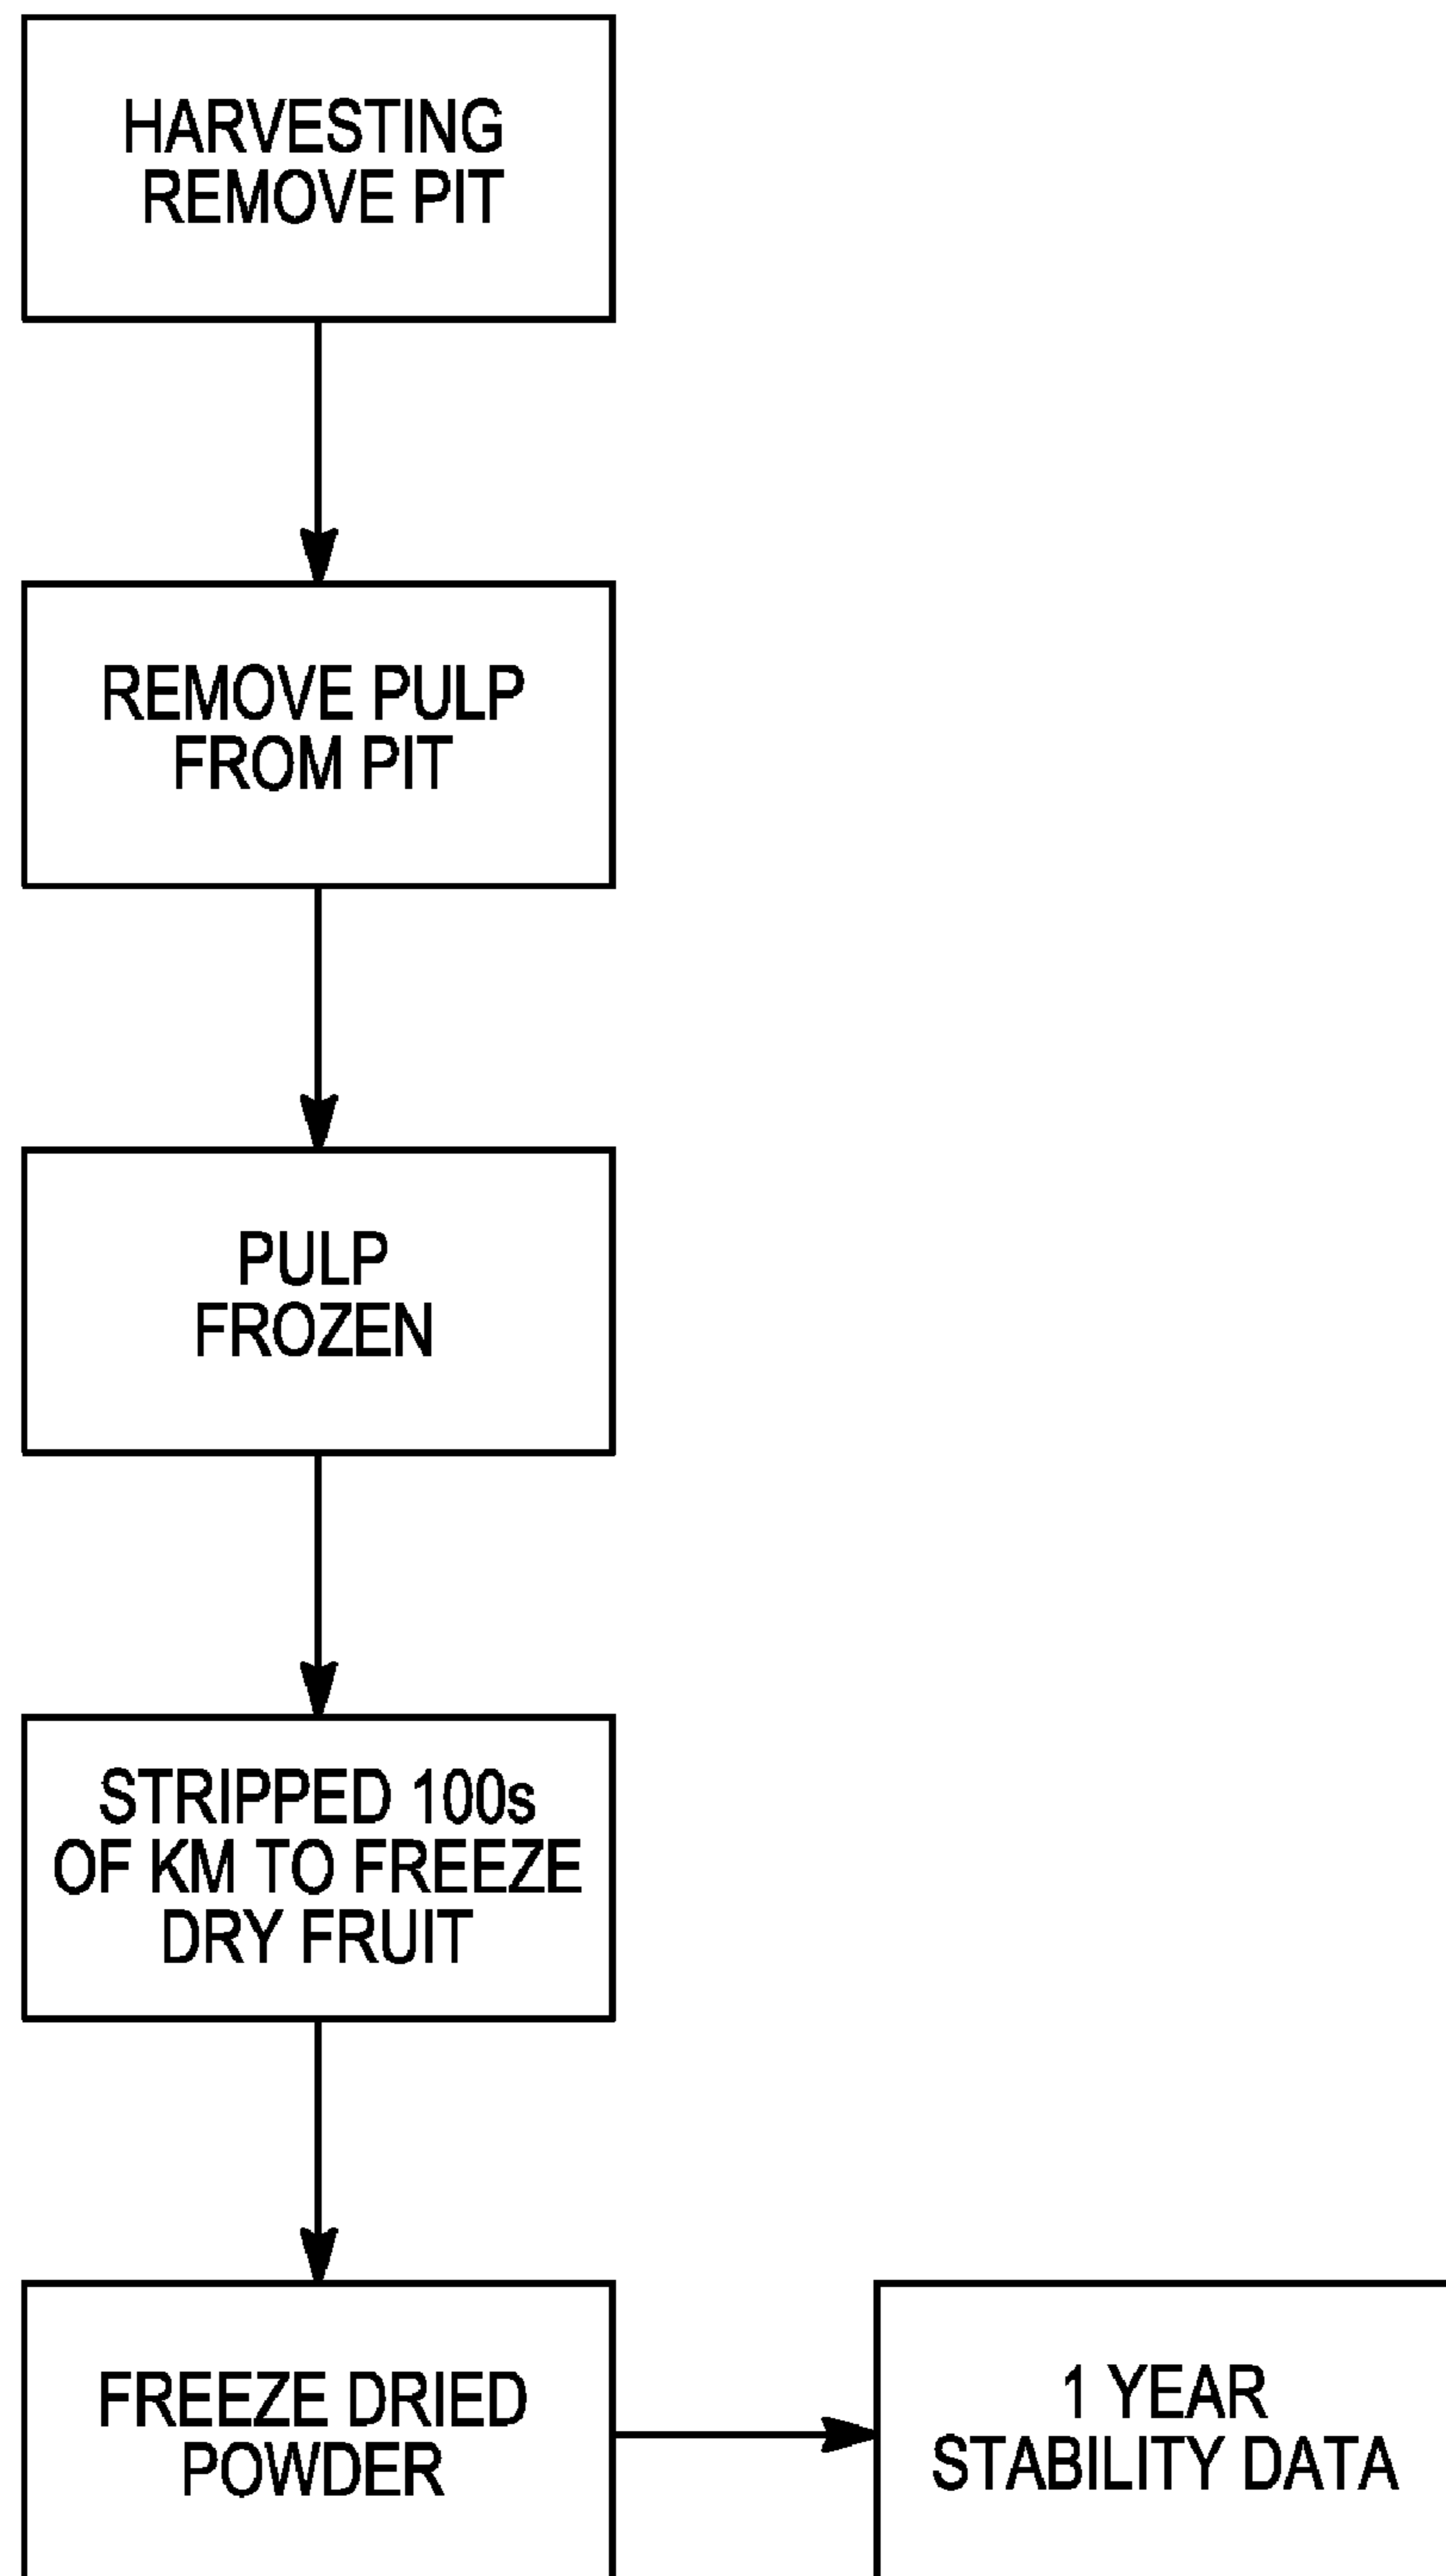 HARVESTING
REMOVE PIT
REMOVE PULP
FROM PIT
PULP
FROZEN
STRIPPED 100s
OF KM TO FREEZE
DRY FRUIT
FREEZE DRIED
POWDER
1 YEAR
STABILITY DATA